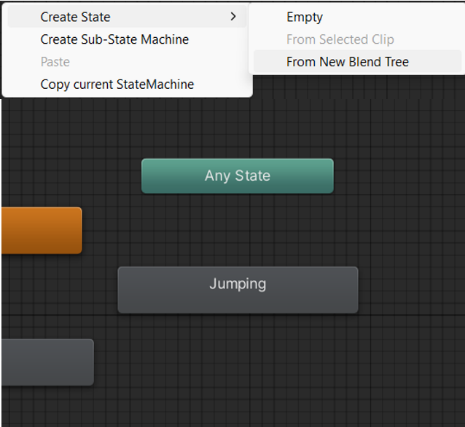 Create State
Create Sub-State Machine
Paste
Copy current StateMachine
Empty
From Selected Clip
From New Blend Tree
Any State
Jumping